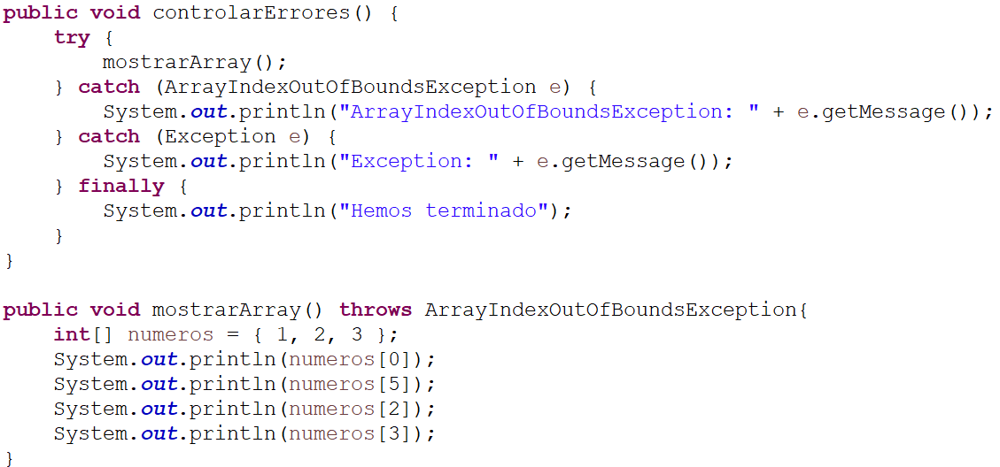 public void controlarErrores() {
    try {
        mostrarArray();
    } catch (ArrayIndexOutOfBoundsException e) {
        System.out.println("ArrayIndexOutOfBoundsException: " + e.getMessage());
    } catch (Exception e) {
        System.out.println("Exception: " + e.getMessage());
    } finally {
        System.out.println("Hemos terminado");
    }
}

public void mostrarArray() throws ArrayIndexOutOfBoundsException{
    int[] numeros = { 1, 2, 3 };
    System.out.println(numeros[0]);
    System.out.println(numeros[5]);
    System.out.println(numeros[2]);
    System.out.println(numeros[3]);
}